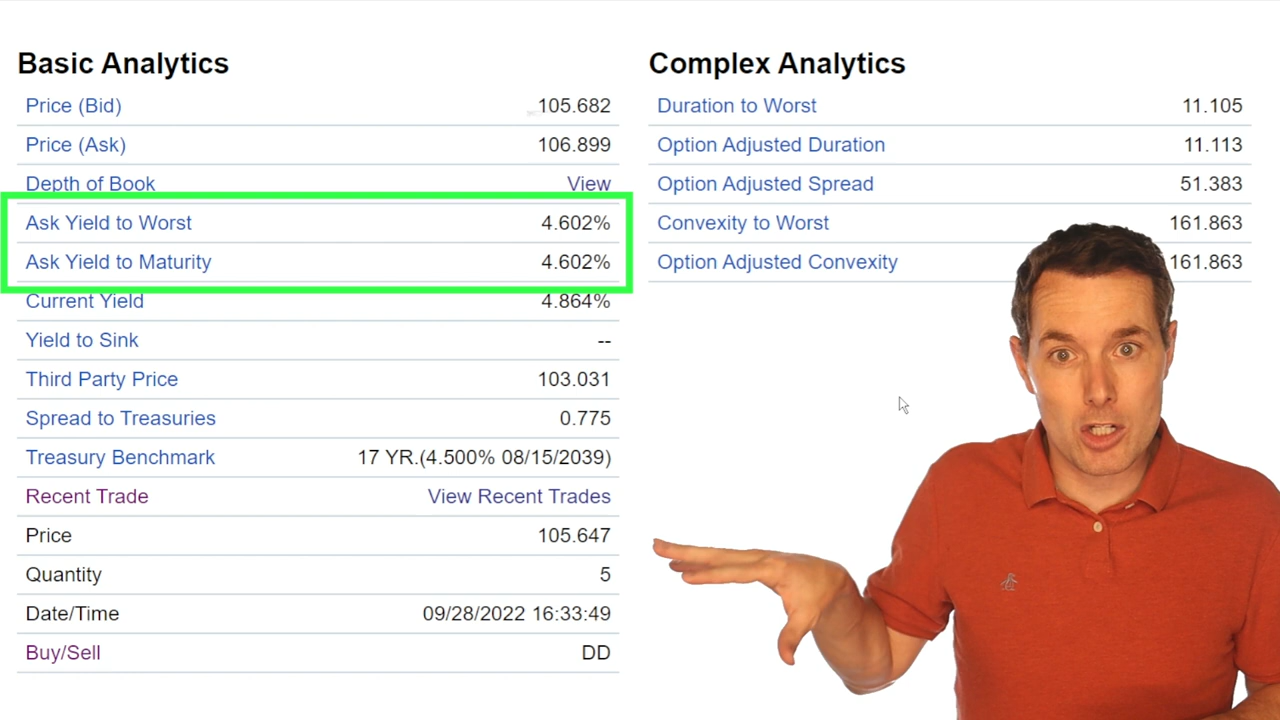 Basic Analytics
Price (Bid) 105.682
Price (Ask) 106.899
Depth of Book View
Ask Yield to Worst 4.602%
Ask Yield to Maturity 4.602%
Current Yield 4.864%
Yield to Sink --
Third Party Price 103.031
Spread to Treasuries 0.775
Treasury Benchmark 17 YR.(4.500% 08/15/2039)
Recent Trade View Recent Trades
Price 105.647
Quantity 5
Date/Time 09/28/2022 16:33:49
Buy/Sell DD
Complex Analytics
Duration to Worst 11.105
Option Adjusted Duration 11.113
Option Adjusted Spread 51.383
Convexity to Worst 161.863
Option Adjusted Convexity 161.863